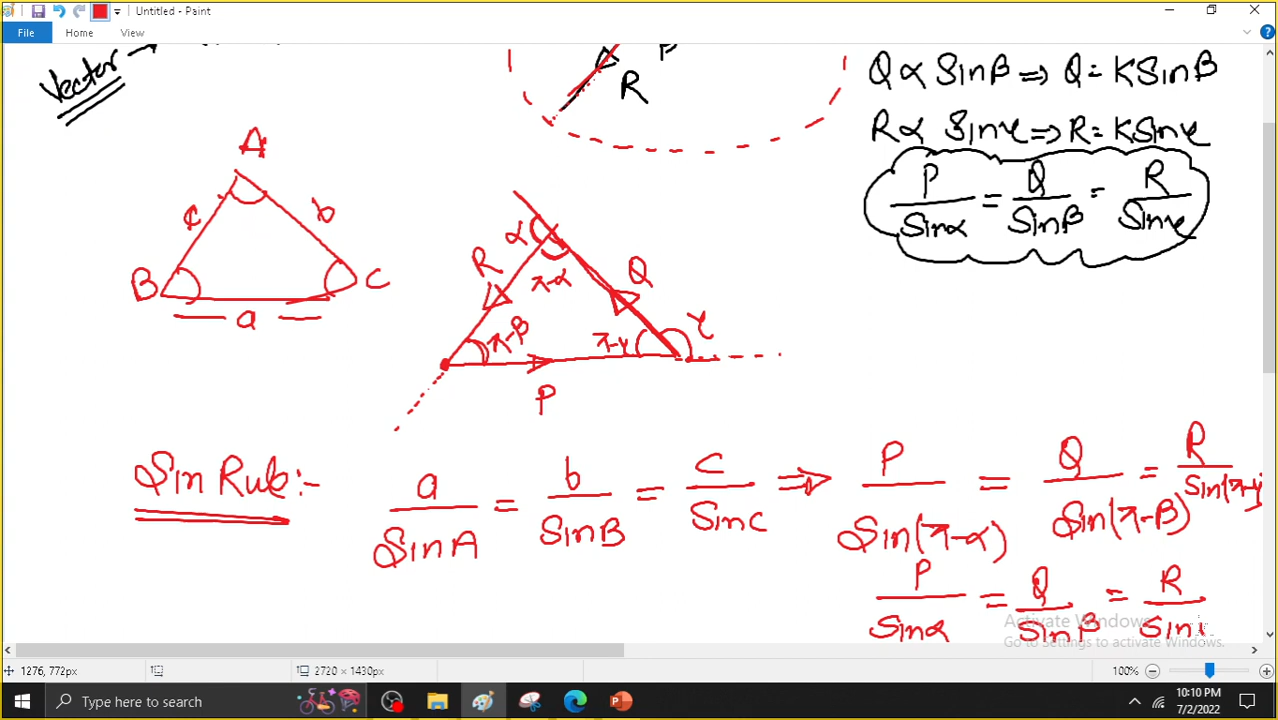 Untitled - Paint
File Home View
Vector →
P
R
Q ∝ Sinβ ⇒ Q = KSinβ
R ∝ Sinγ ⇒ R = KSinγ
P/Sinα = Q/Sinβ = R/Sinγ
A
c b
B C
a
α
R π-α Q
π-β π-γ γ
P
Sin Rule:-
a/SinA = b/SinB = c/SinC ⇒ P/Sin(π-α) = Q/Sin(π-β) = R/Sin(π-γ)
P/Sinα = Q/Sinβ = R/Sin
Activate Windows
Go to Settings to activate Windows.
1276, 772px 2720 × 1430px 100%
Type here to search
10:10 PM
7/2/2022